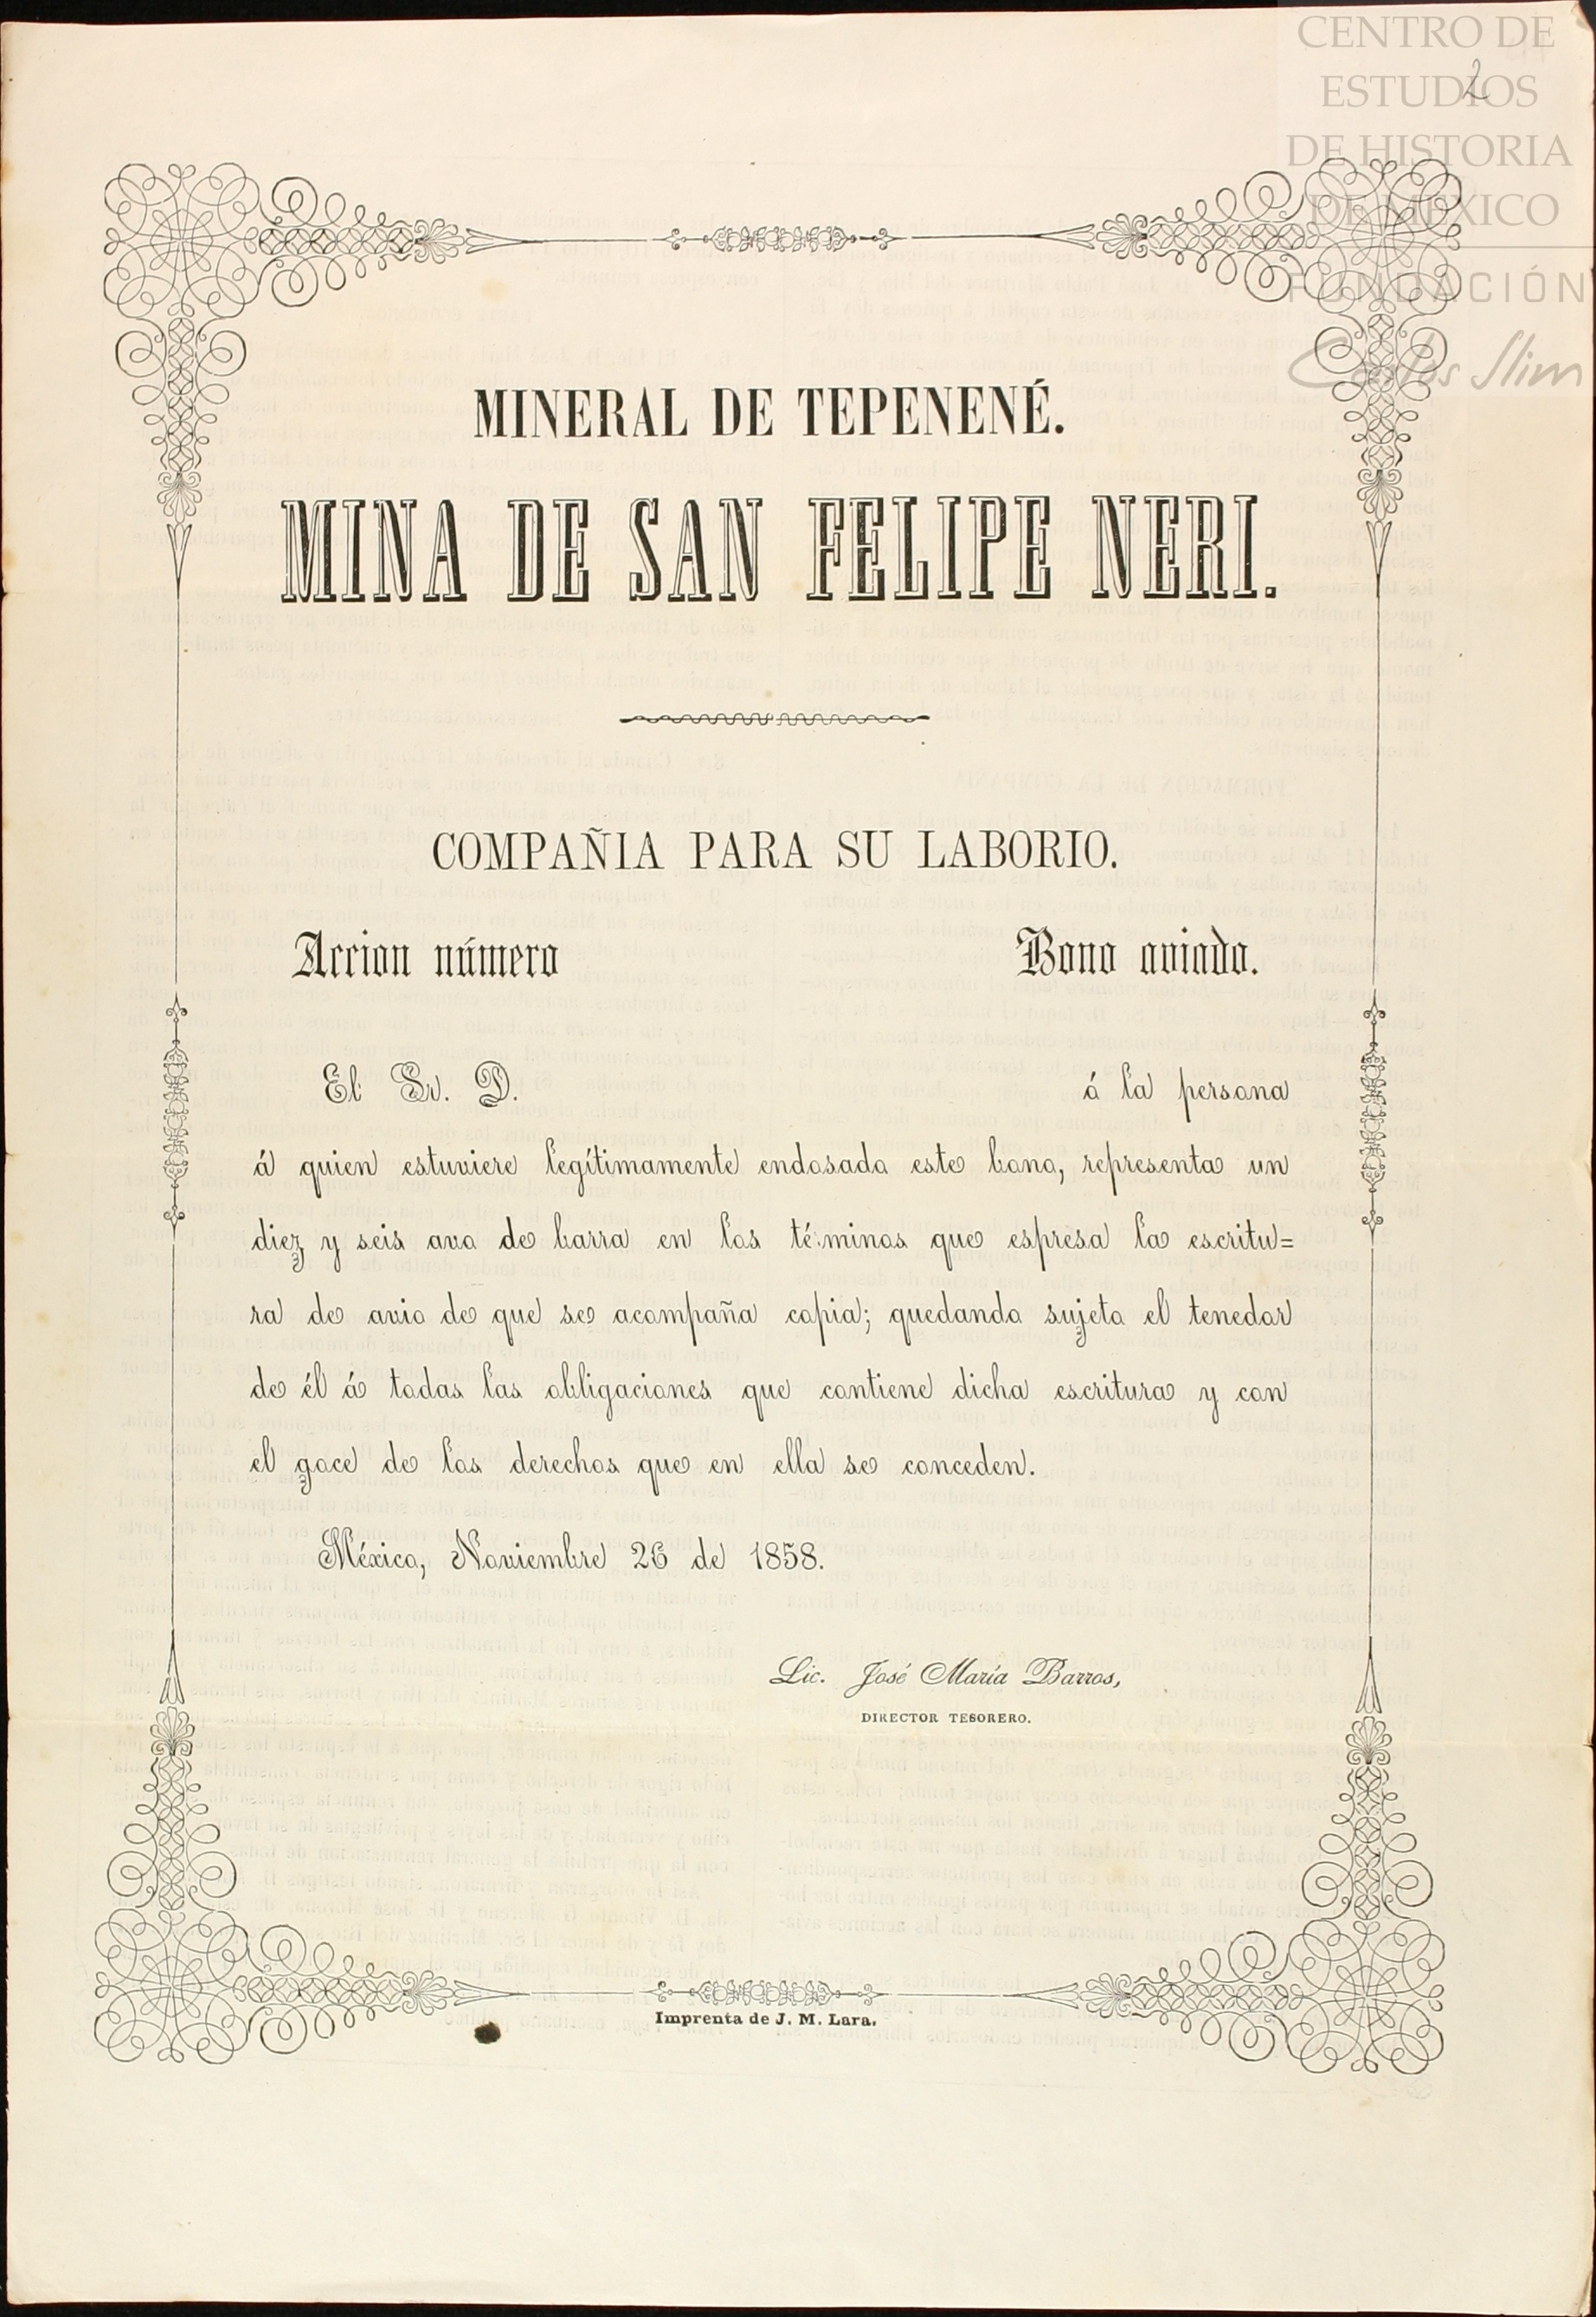 CENTRO DE
ESTUDIOS
DE HISTORIA
DE MÉXICO
FUNDACIÓN
Carlos Slim
2
MINERAL DE TEPENENÉ.
MINA DE SAN FELIPE NERI.
COMPAÑIA PARA SU LABORIO.
Accion número Bono aviado.
El Sr. D. á la persona
á quien estuviere legítimamente endosado este bono, representa un
diez y seis avo de barra en los términos que espresa la escritu=
ra de avio de que se acompaña copia; quedando sujeto el tenedor
de él á todas las obligaciones que contiene dicha escritura y con
el goce de los derechos que en ella se conceden.
México, Noviembre 26 de 1858.
Lic. José María Barros,
DIRECTOR TESORERO.
Imprenta de J. M. Lara.